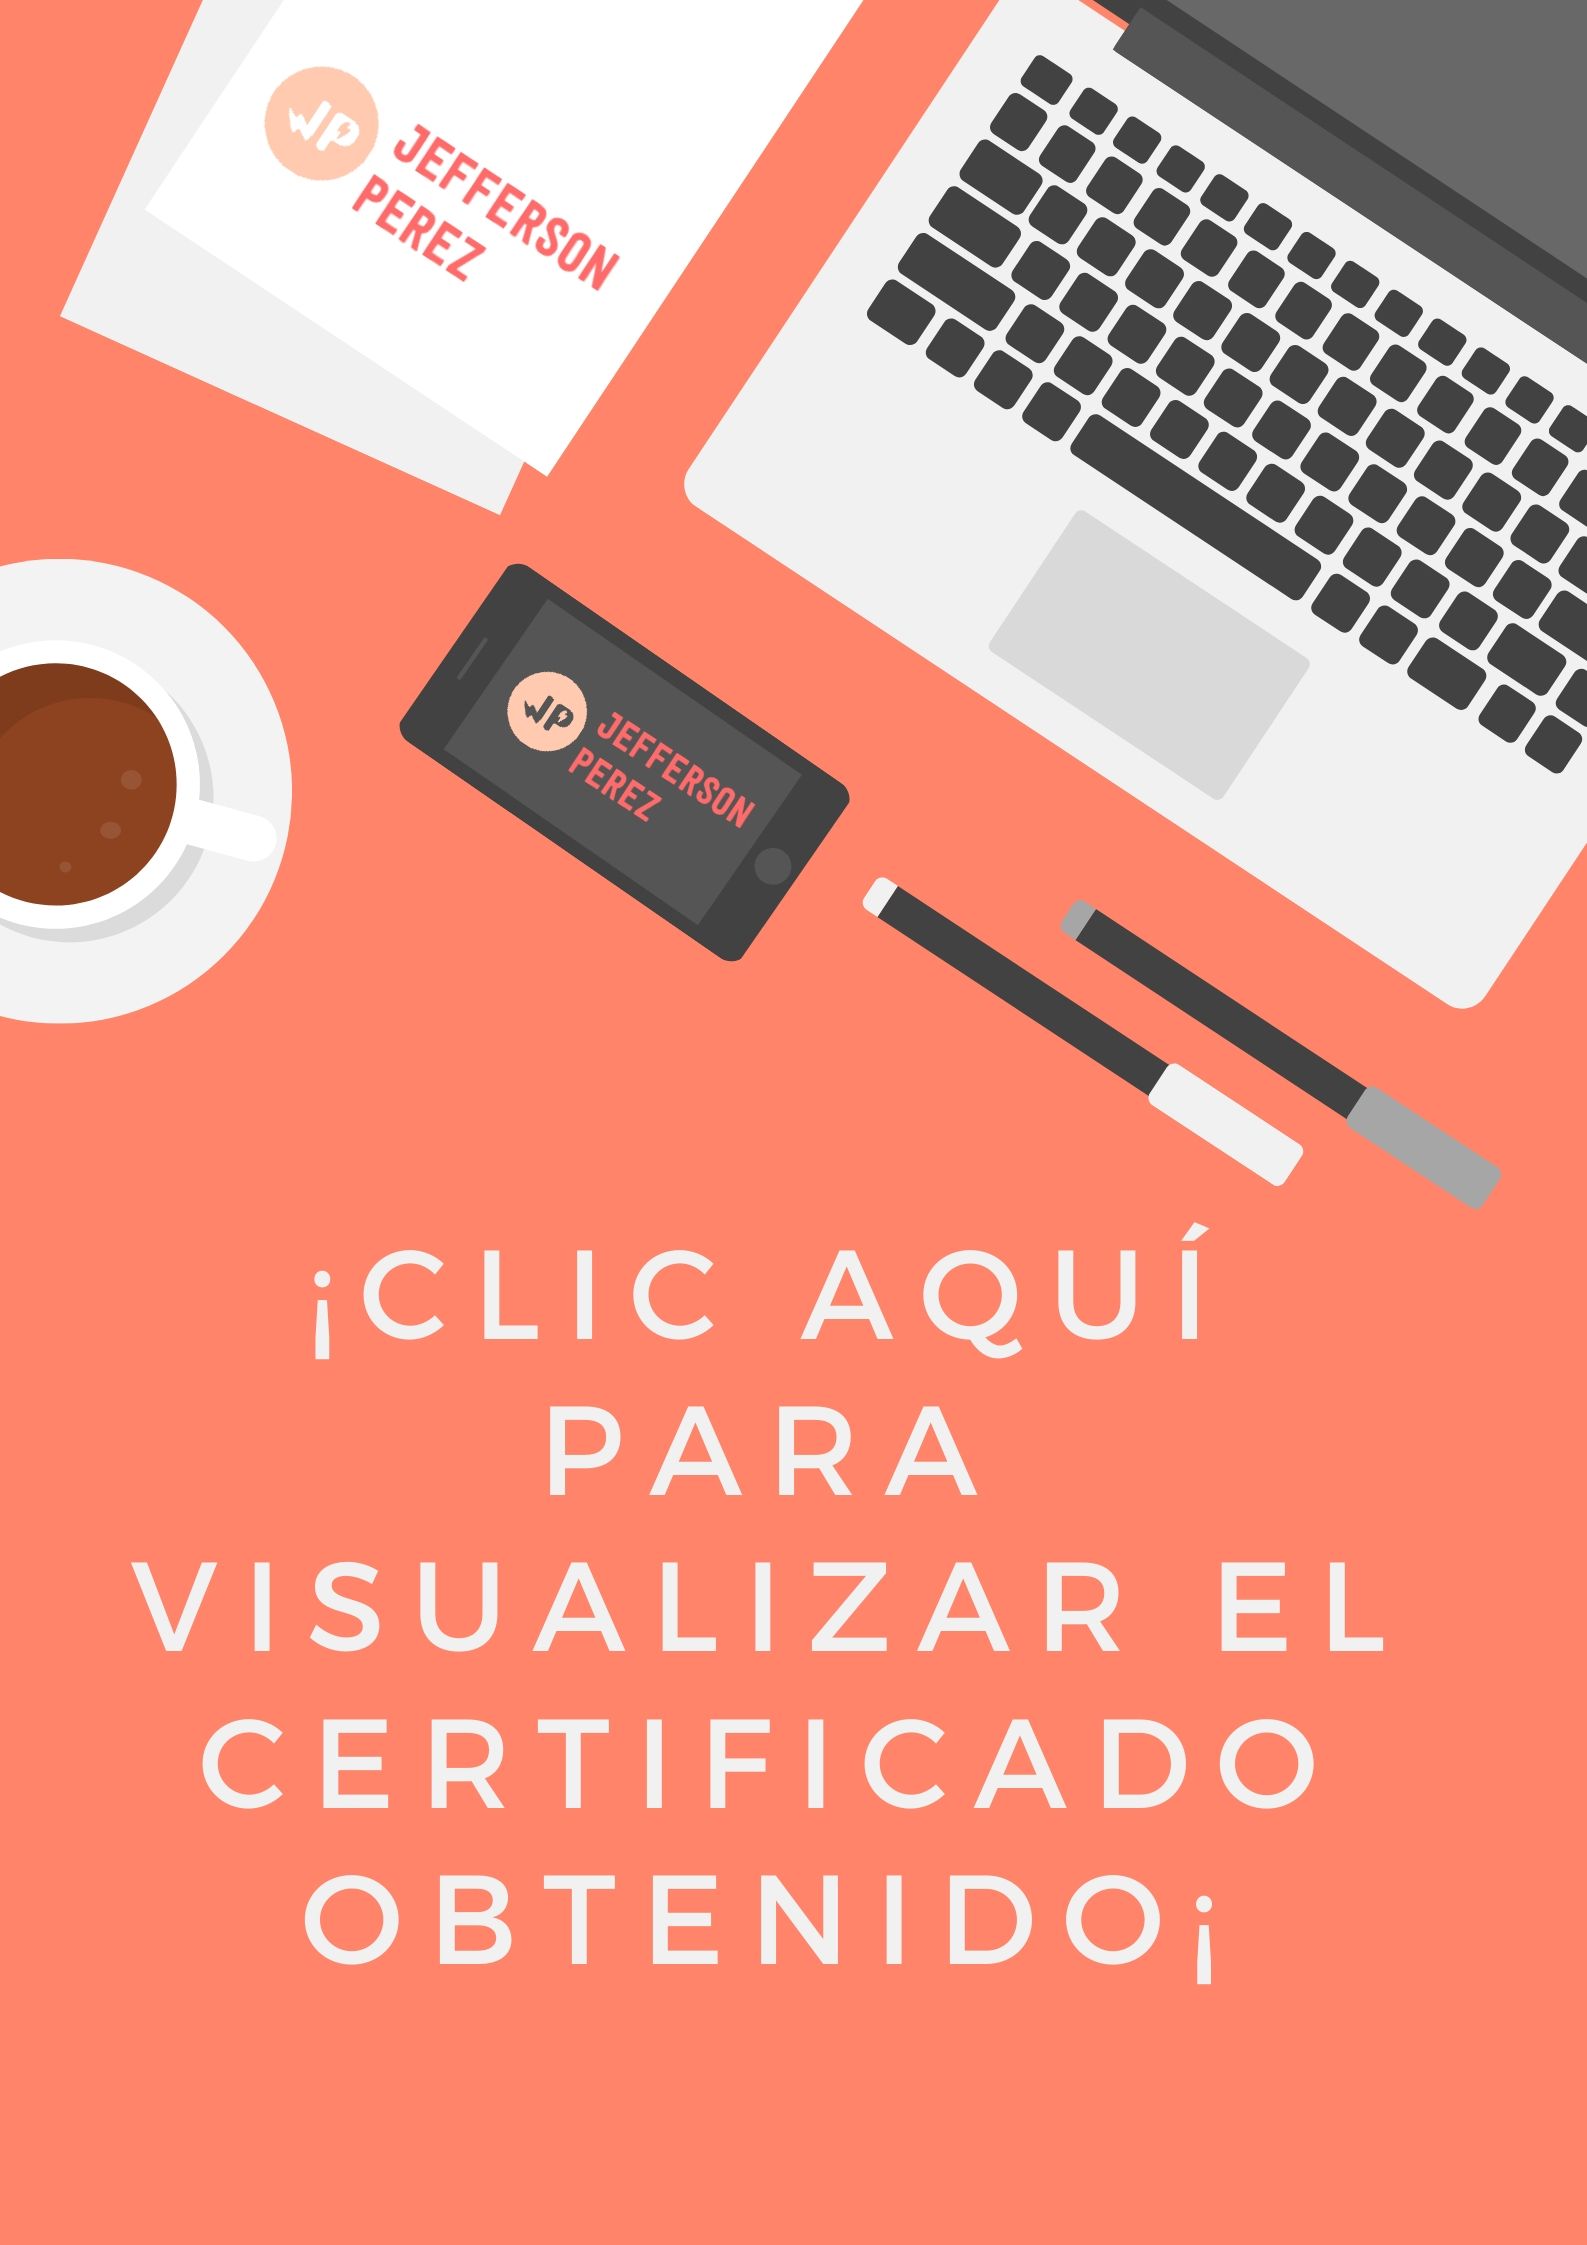 JEFFERSON
PEREZ
JEFFERSON
PEREZ
¡CLIC AQUÍ
PARA
VISUALIZAR EL
CERTIFICADO
OBTENIDO¡